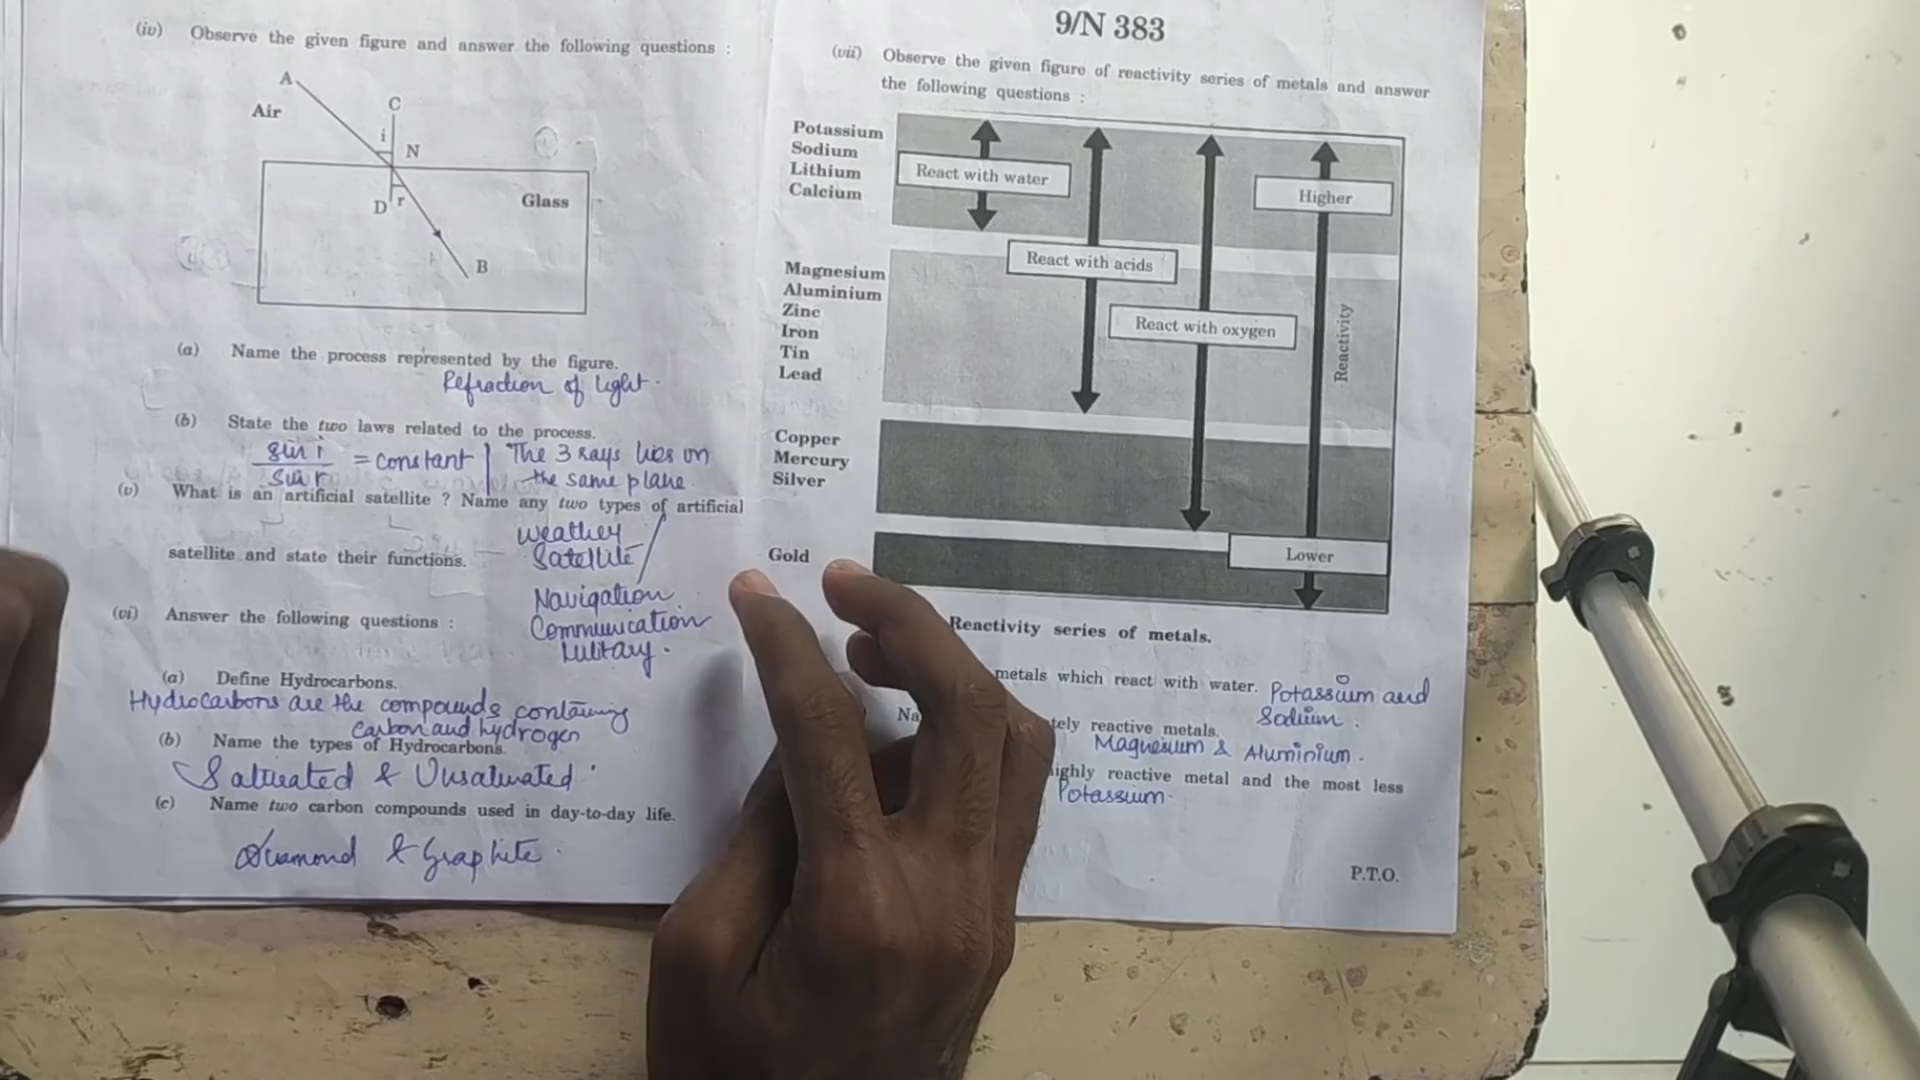 (iv) Observe the given figure and answer the following questions :
A
Air
C
i
N
D
r
Glass
B
(a) Name the process represented by the figure.
Refraction of light.
(b) State the two laws related to the process.
sin i
sin r
= constant
The 3 rays lies on
the same plane.
(v) What is an artificial satellite ? Name any two types of artificial
satellite and state their functions.
Weather
Satellite
Navigation
Communication
Military.
(vi) Answer the following questions :
(a) Define Hydrocarbons.
Hydrocarbons are the compounds containing
Carbon and hydrogen
(b) Name the types of Hydrocarbons.
Saturated & Unsaturated.
(c) Name two carbon compounds used in day-to-day life.
Diamond & Graphite.
9/N 383
(vii) Observe the given figure of reactivity series of metals and answer
the following questions :
Potassium
Sodium
Lithium
Calcium
React with water
Higher
React with acids
Magnesium
Aluminium
Zinc
Iron
Tin
Lead
React with oxygen
Reactivity
Copper
Mercury
Silver
Gold
Lower
Reactivity series of metals.
metals which react with water.
Potassium and
Sodium.
Na
tely reactive metals.
Magnesium & Aluminium.
ighly reactive metal and the most less
Potassium.
P.T.O.